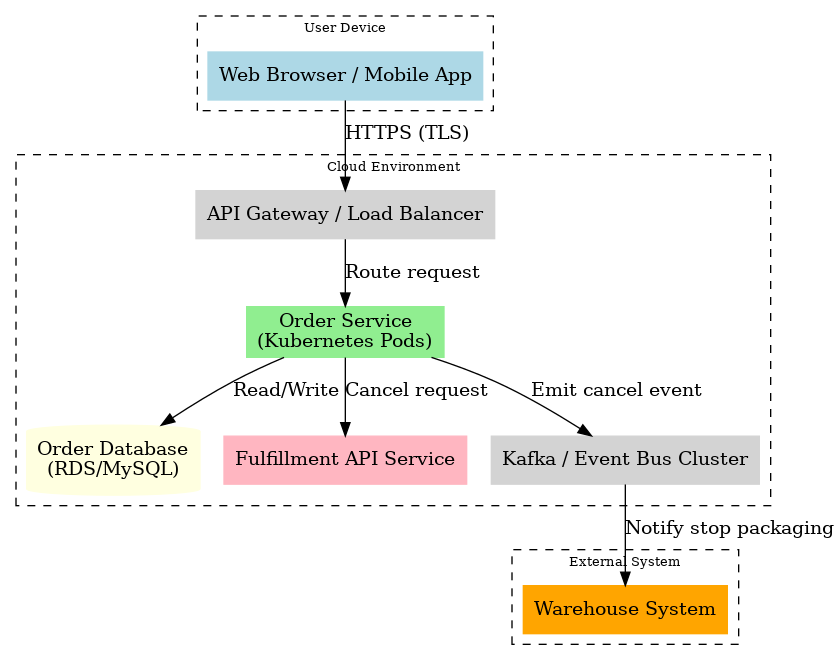 User Device
Web Browser / Mobile App
HTTPS (TLS)
Cloud Environment
API Gateway / Load Balancer
Route request
Order Service
(Kubernetes Pods)
Read/Write
Cancel request
Emit cancel event
Order Database
(RDS/MySQL)
Fulfillment API Service
Kafka / Event Bus Cluster
Notify stop packaging
External System
Warehouse System